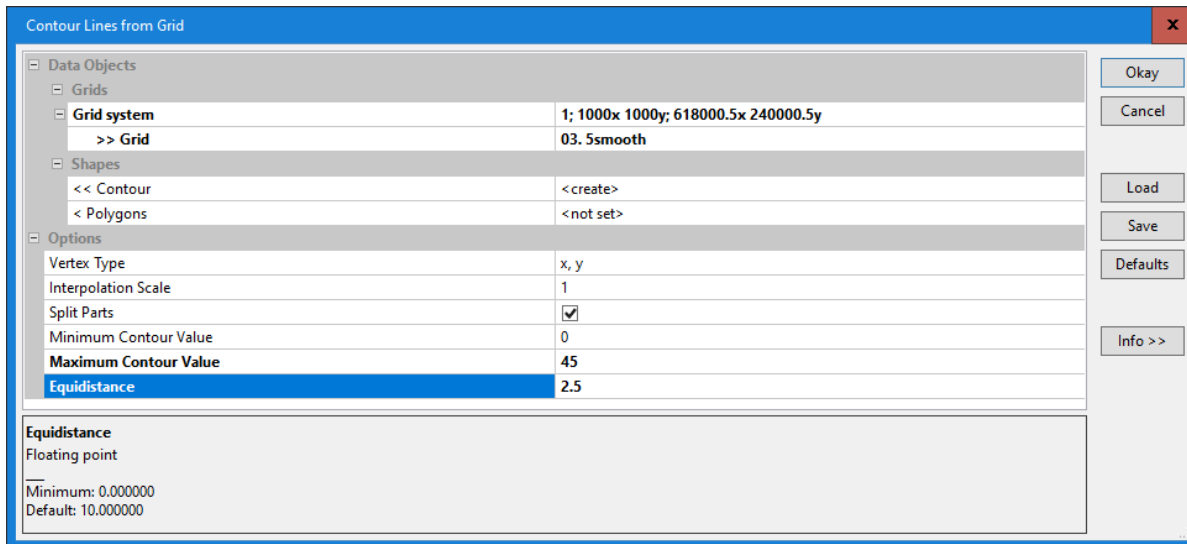 Contour Lines from Grid
x
Data Objects
Grids
Grid system 1; 1000x 1000y; 618000.5x 240000.5y
>> Grid 03. 5smooth
Shapes
<< Contour <create>
< Polygons <not set>
Options
Vertex Type x, y
Interpolation Scale 1
Split Parts
Minimum Contour Value 0
Maximum Contour Value 45
Equidistance 2.5
Okay
Cancel
Load
Save
Defaults
Info >>
Equidistance
Floating point
__
Minimum: 0.000000
Default: 10.000000